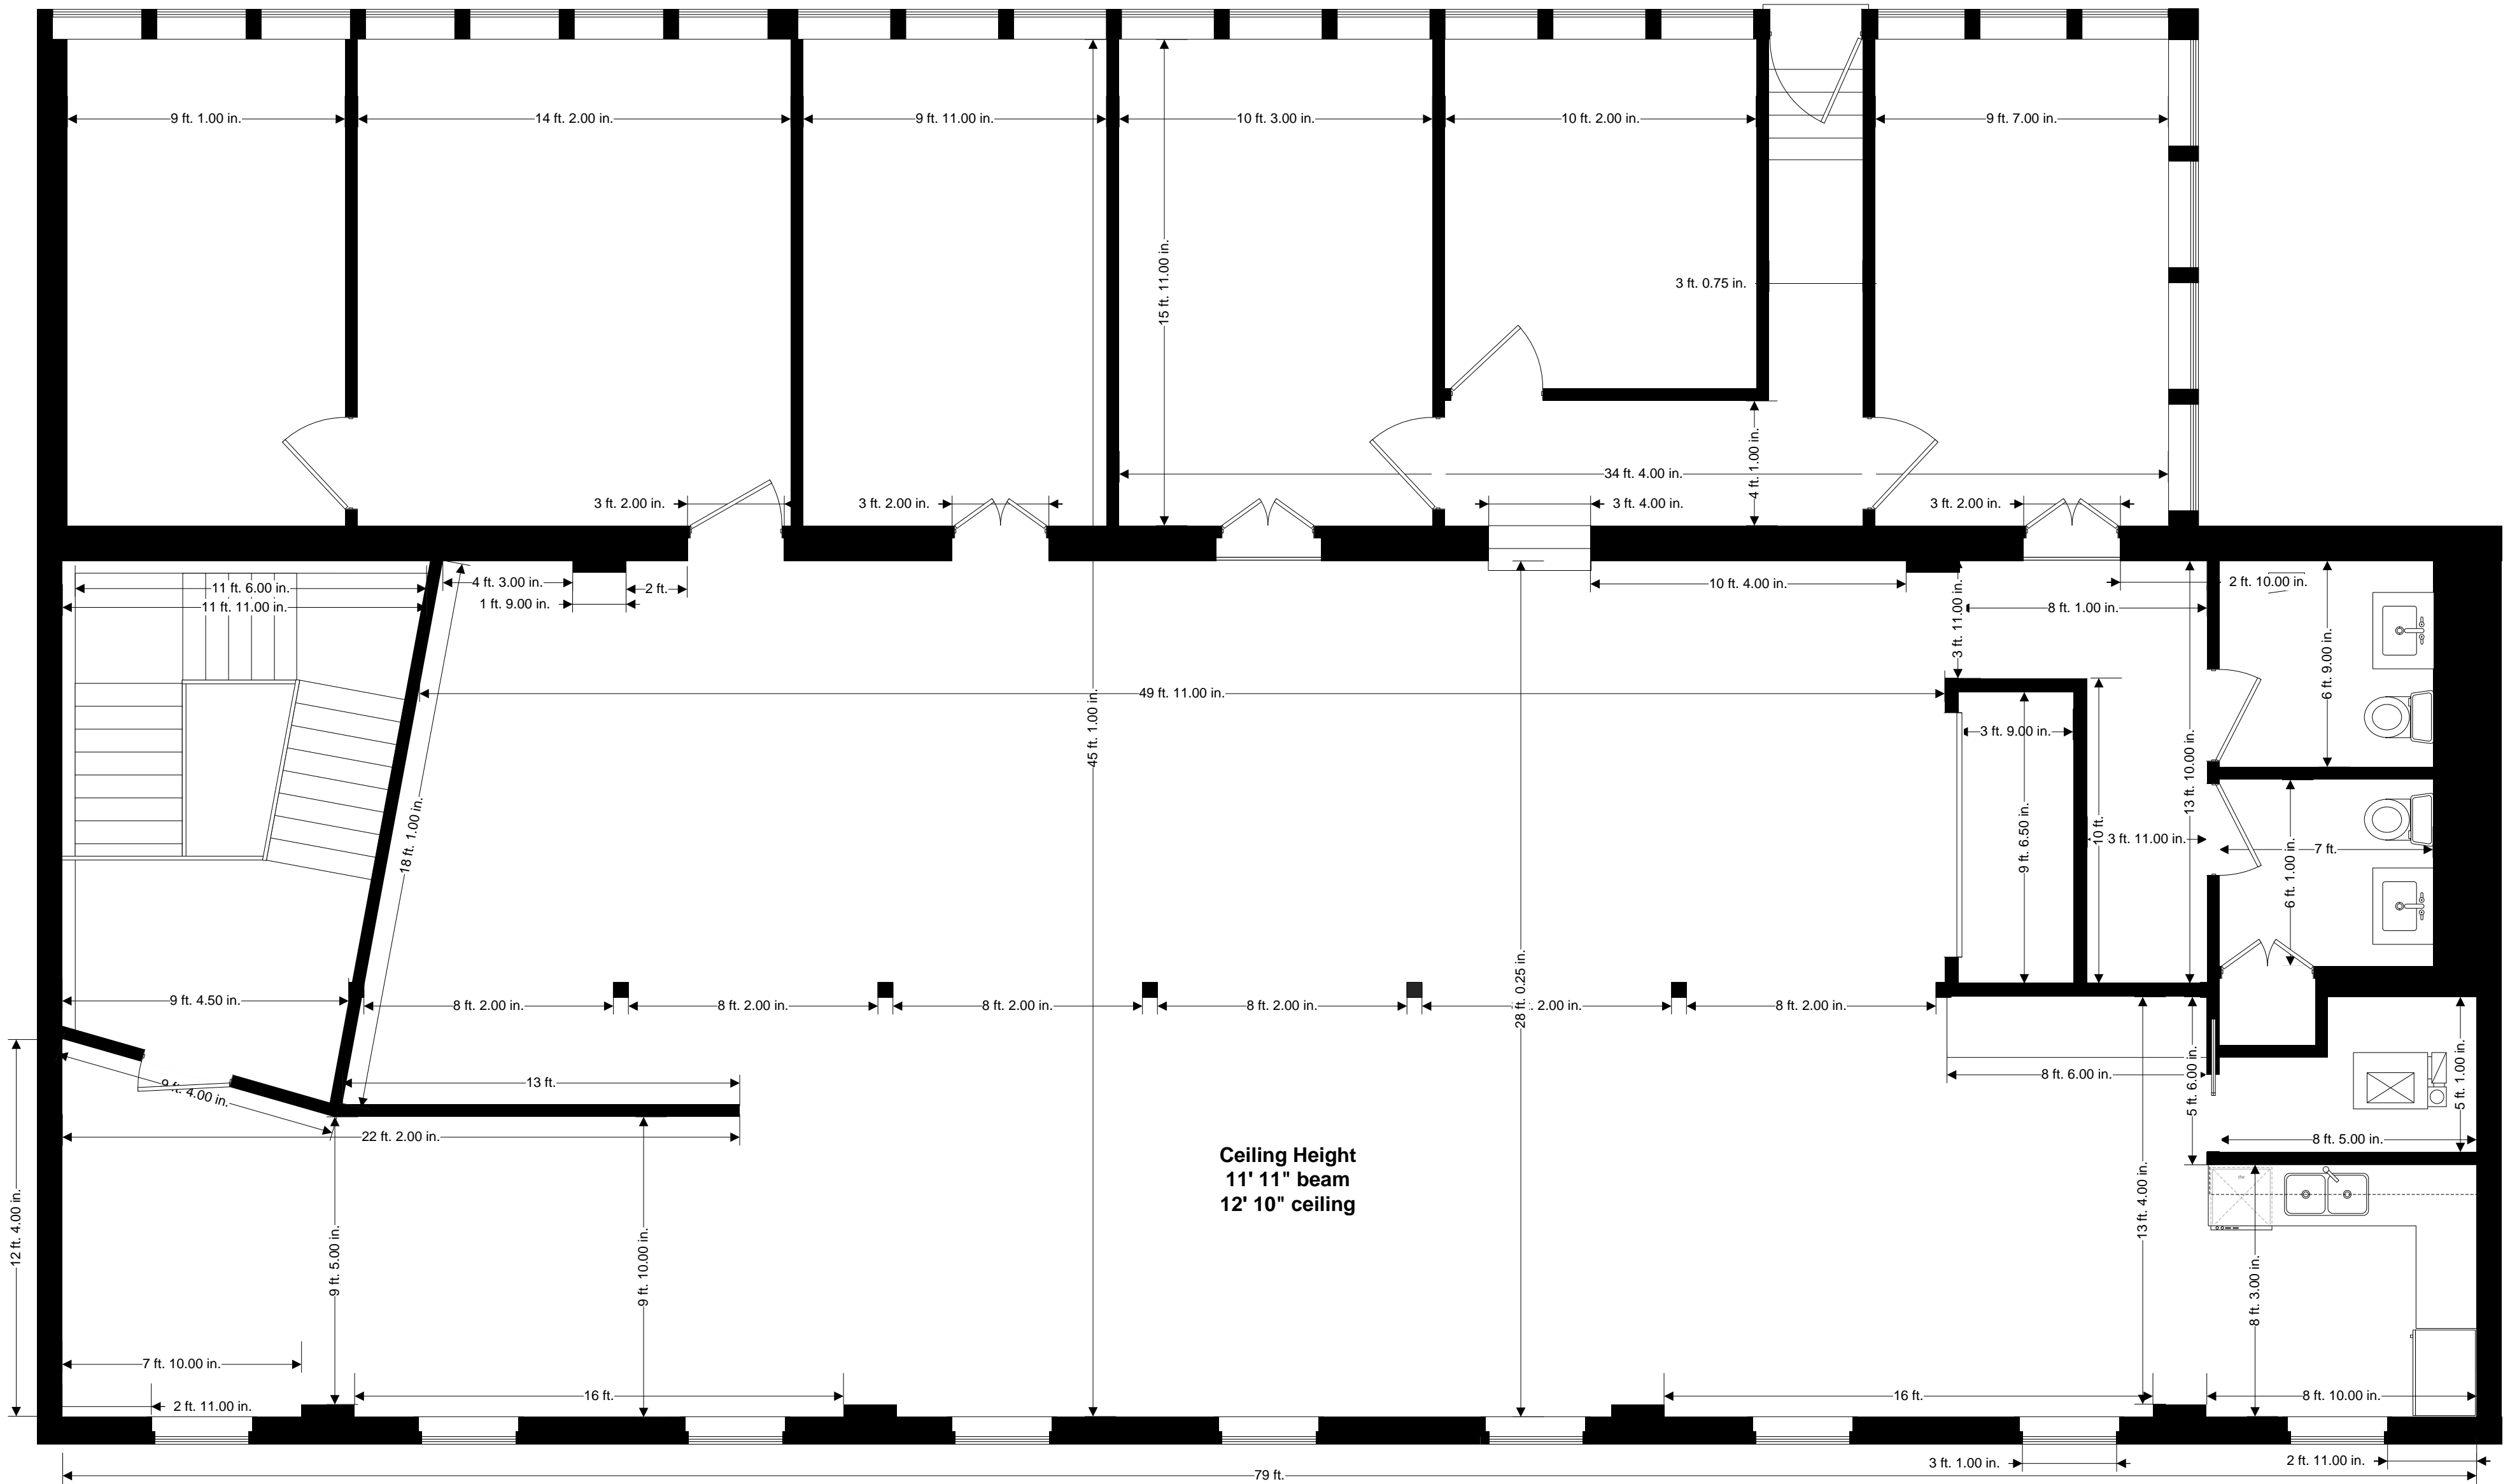 9 ft. 1.00 in.
14 ft. 2.00 in.
9 ft. 11.00 in.
10 ft. 3.00 in.
10 ft. 2.00 in.
9 ft. 7.00 in.
15 ft. 11.00 in.
3 ft. 0.75 in.
4 ft. 1.00 in.
34 ft. 4.00 in.
3 ft. 2.00 in.
3 ft. 2.00 in.
3 ft. 4.00 in.
3 ft. 2.00 in.
11 ft. 6.00 in.
11 ft. 11.00 in.
4 ft. 3.00 in.
1 ft. 9.00 in.
2 ft.
10 ft. 4.00 in.
3 ft. 11.00 in.
2 ft. 10.00 in.
8 ft. 1.00 in.
6 ft. 9.00 in.
49 ft. 11.00 in.
45 ft. 1.00 in.
3 ft. 9.00 in.
13 ft. 10.00 in.
18 ft. 1.00 in.
9 ft. 6.50 in.
10 ft.
3 ft. 11.00 in.
6 ft. 1.00 in.
7 ft.
9 ft. 4.50 in.
8 ft. 2.00 in.
8 ft. 2.00 in.
8 ft. 2.00 in.
8 ft. 2.00 in.
28 ft. 0.25 in.
2.00 in.
8 ft. 2.00 in.
13 ft.
9 ft. 4.00 in.
8 ft. 6.00 in.
5 ft. 6.00 in.
5 ft. 1.00 in.
22 ft. 2.00 in.
8 ft. 5.00 in.
Ceiling Height
11' 11" beam
12' 10" ceiling
12 ft. 4.00 in.
9 ft. 5.00 in.
9 ft. 10.00 in.
13 ft. 4.00 in.
8 ft. 3.00 in.
7 ft. 10.00 in.
2 ft. 11.00 in.
16 ft.
16 ft.
8 ft. 10.00 in.
3 ft. 1.00 in.
2 ft. 11.00 in.
79 ft.